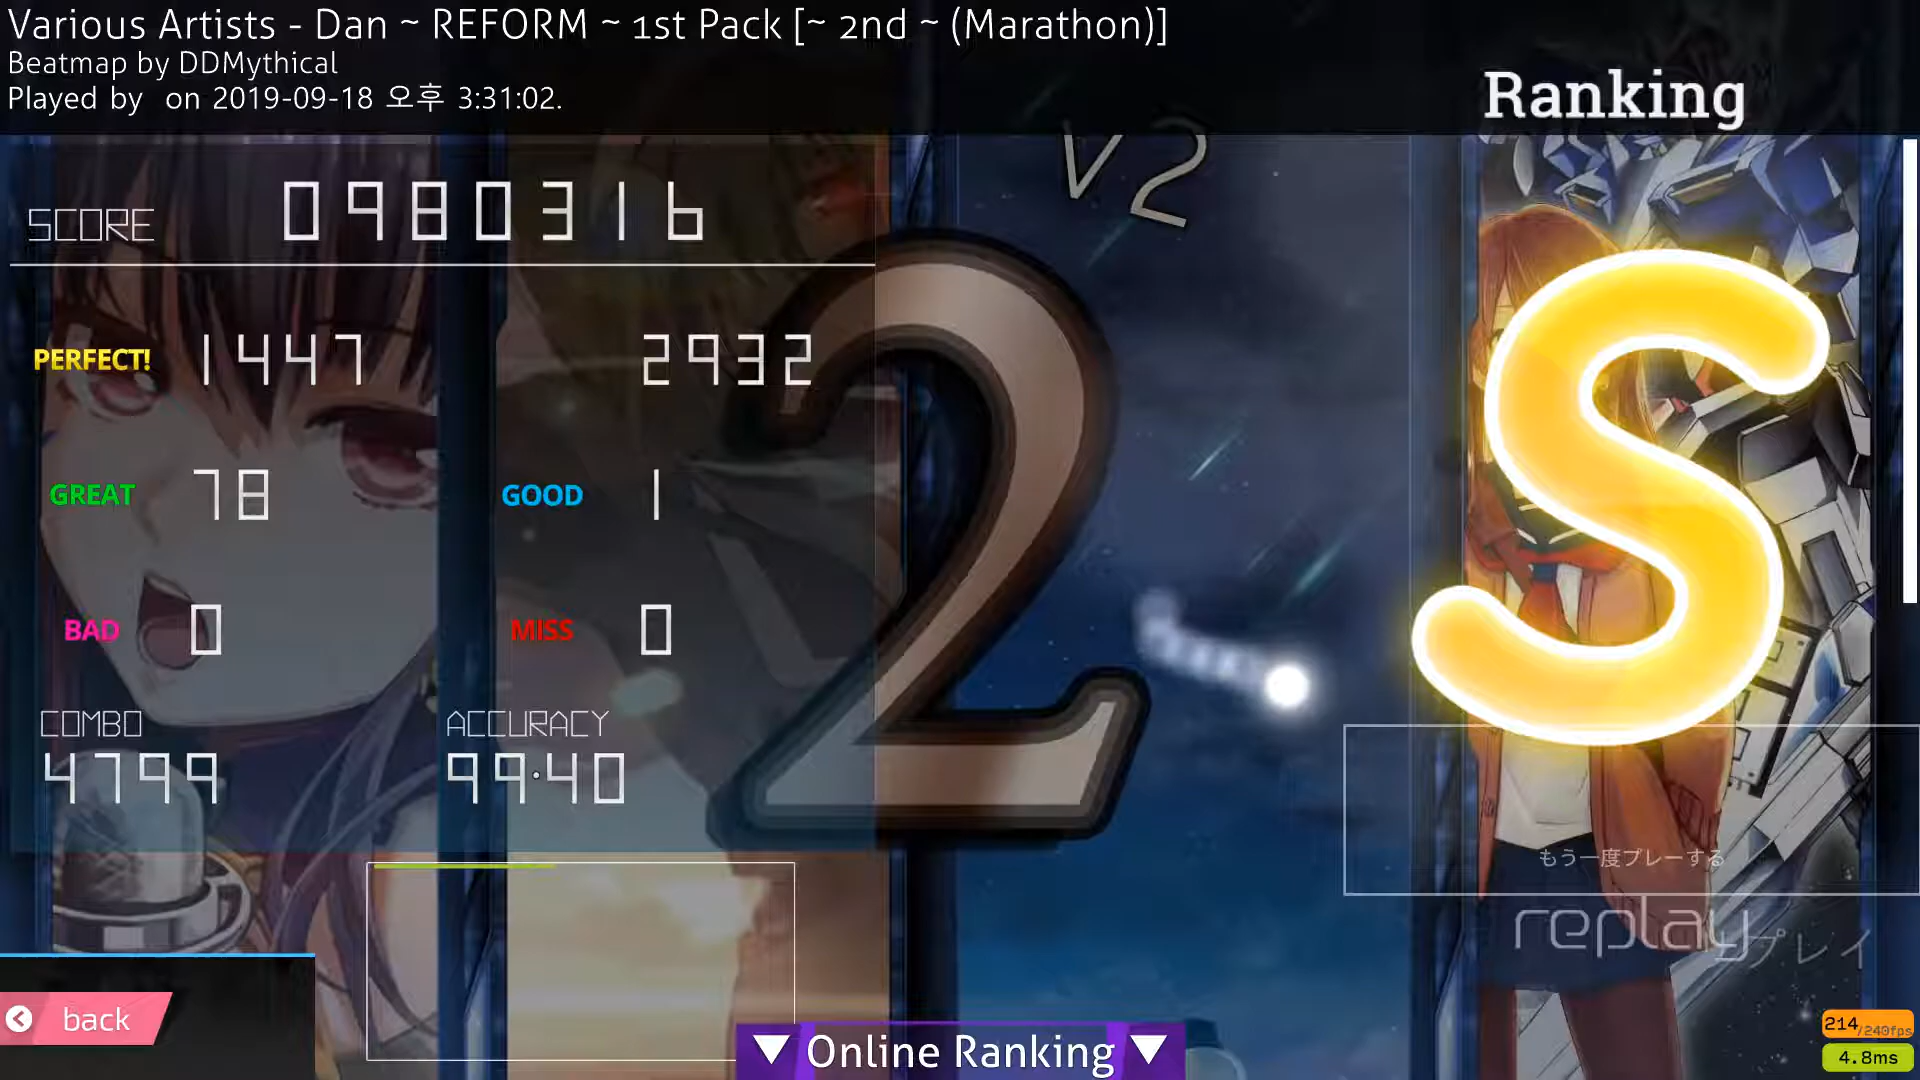 Various Artists - Dan ~ REFORM ~ 1st Pack [~ 2nd ~ (Marathon)]
Beatmap by DDMythical
Played by on 2019-09-18 오후 3:31:02.
Ranking
V2
SCORE 0980316
PERFECT! 1447 2932
GREAT 78 GOOD 1
BAD 0 MISS 0
COMBO ACCURACY
4799 99.40
2
S
もう一度プレーする
replay
プレイ
back
Online Ranking
214/240fps
4.8ms